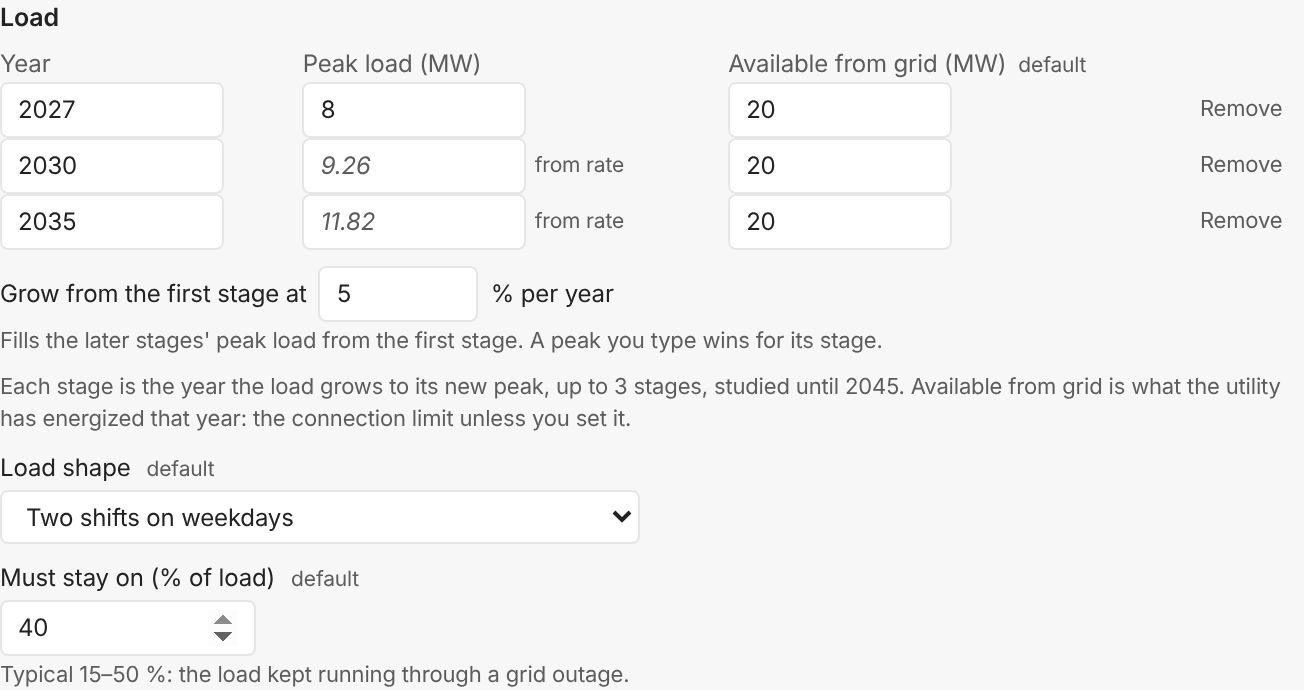 Load
Year Peak load (MW) Available from grid (MW) default
2027 8 20 Remove
2030 9.26 from rate 20 Remove
2035 11.82 from rate 20 Remove
Grow from the first stage at 5 % per year
Fills the later stages' peak load from the first stage. A peak you type wins for its stage.
Each stage is the year the load grows to its new peak, up to 3 stages, studied until 2045. Available from grid is what the utility
has energized that year: the connection limit unless you set it.
Load shape default
Two shifts on weekdays
Must stay on (% of load) default
40
Typical 15–50 %: the load kept running through a grid outage.